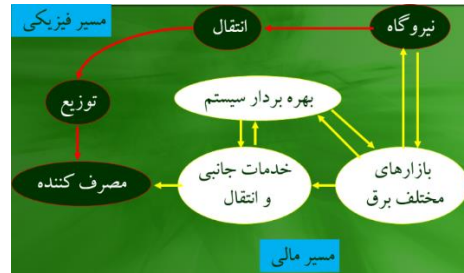 مسیر فیزیکی
انتقال
نیروگاه
توزیع
بهره بردار سیستم
مصرف کننده
خدمات جانبی
و انتقال
بازارهای
مختلف برق
مسیر مالی